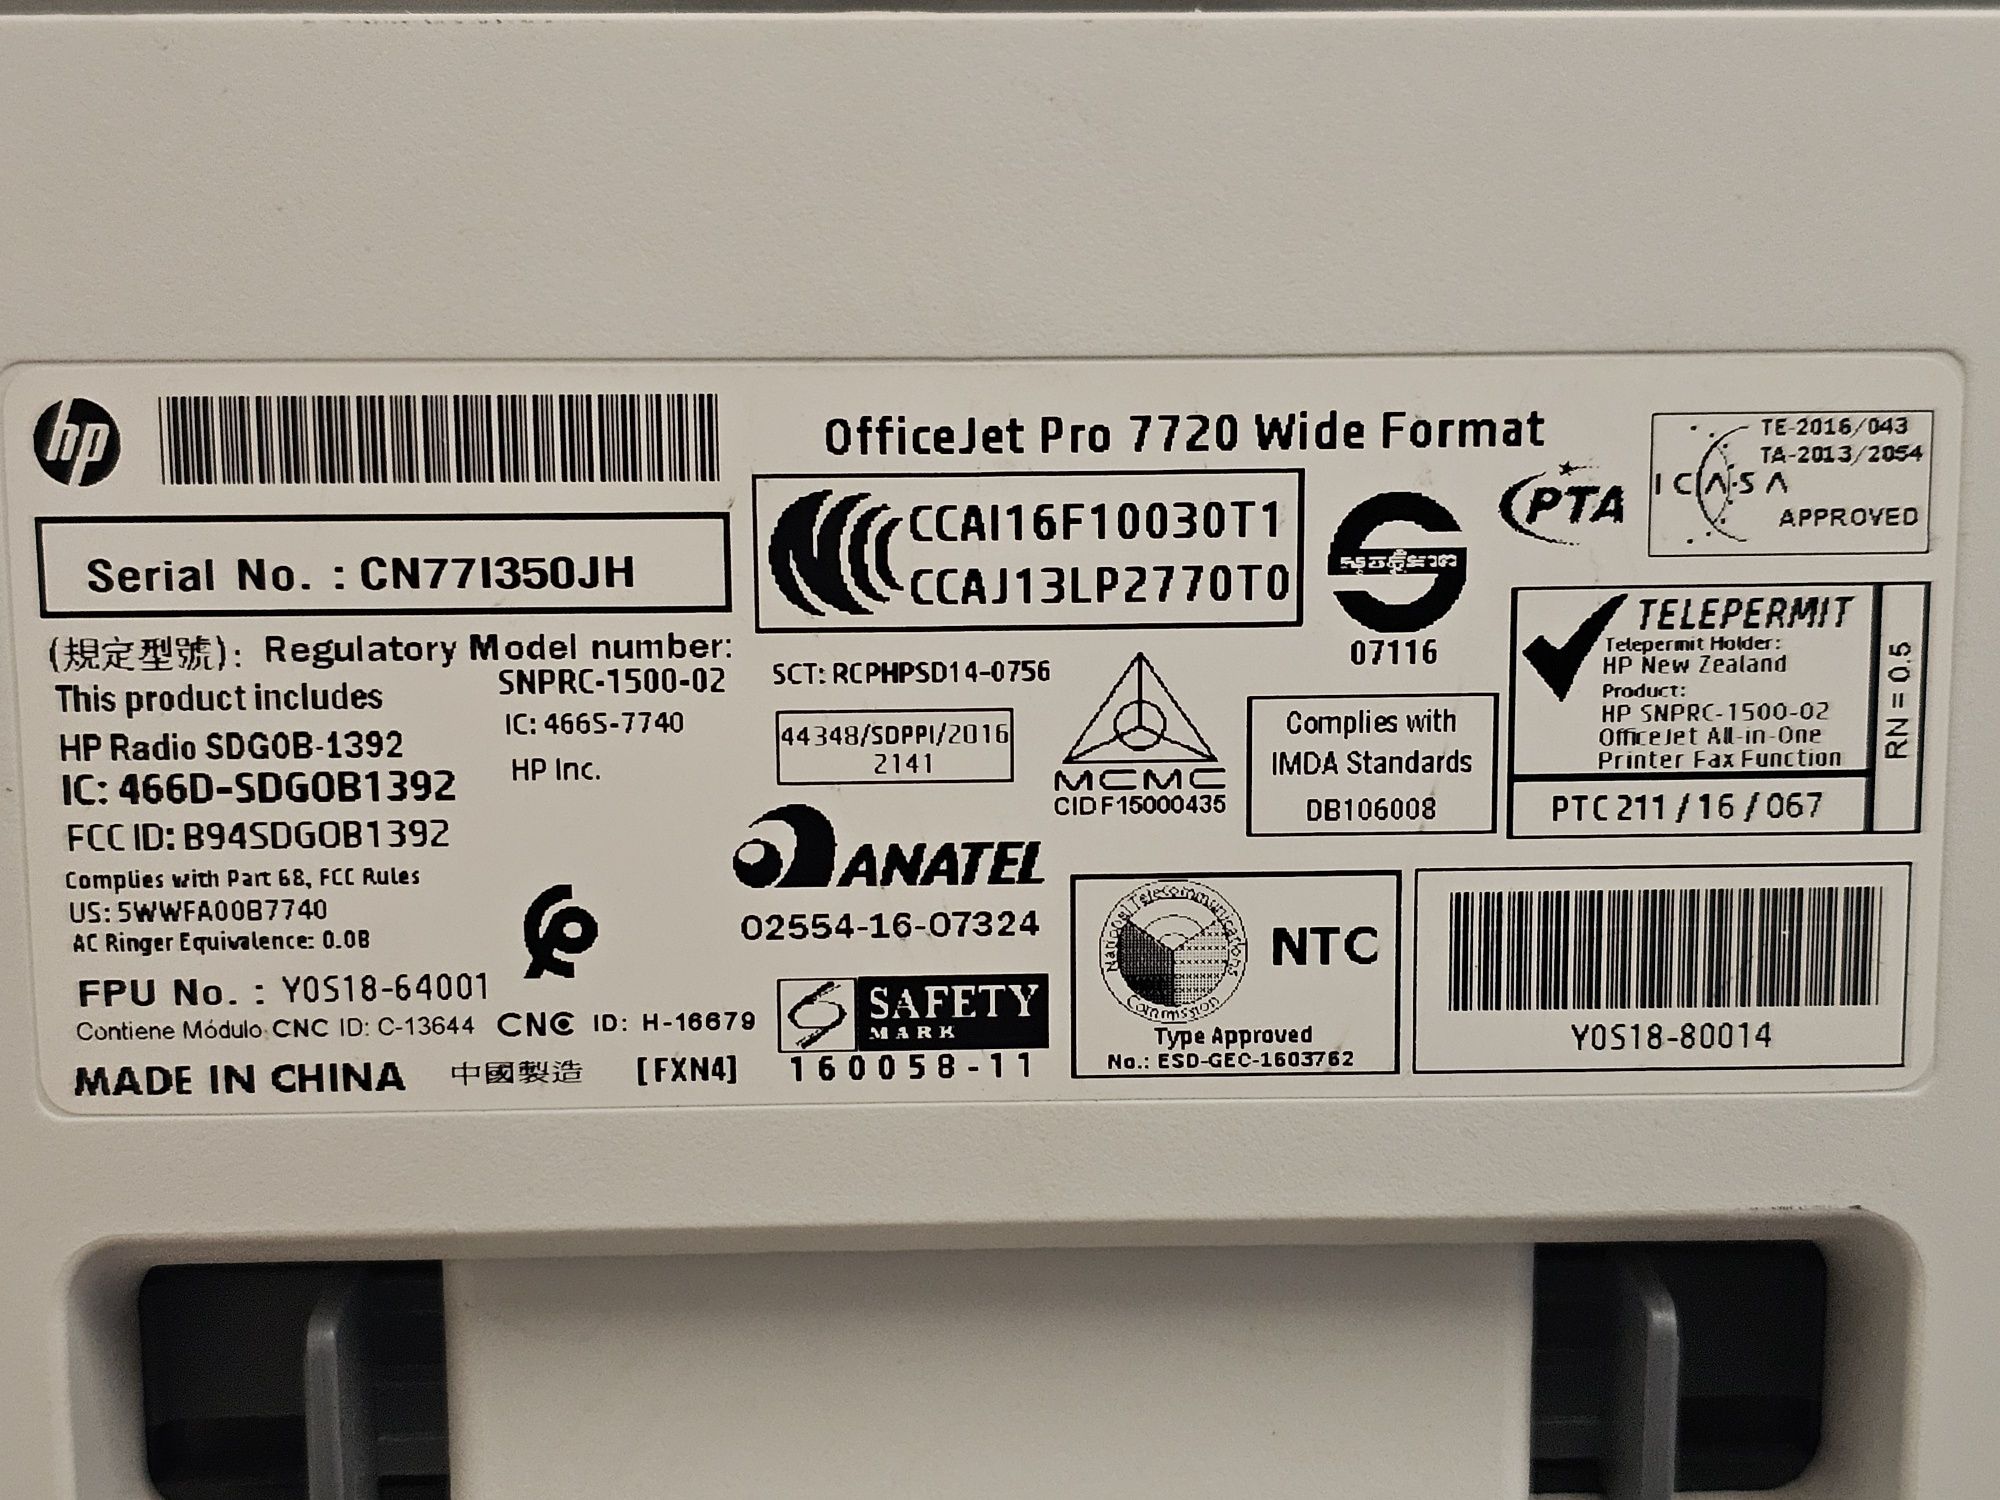 hp
OfficeJet Pro 7720 Wide Format
Serial No. : CN77I350JH
(規定型號): Regulatory Model number:
SNPRC-1500-02
This product includes
HP Radio SDGOB-1392
IC: 466D-SDGOB1392
FCC ID: B94SDGOB1392
IC: 466S-7740
HP Inc.
Complies with Part 68, FCC Rules
US: 5WWFA00B7740
AC Ringer Equivalence: 0.0B
FPU No. : Y0S18-64001
Contiene Módulo CNC ID: C-13644
CNC ID: H-16679
MADE IN CHINA 中國製造 [FXN4]
CCAI16F10030T1
CCAJ13LP2770T0
SCT: RCPHPSD14-0756
44348/SDPPI/2016
2141
MCMC
CIDF15000435
ANATEL
02554-16-07324
SAFETY
MARK
160058-11
07116
PTA
TE-2016/043
TA-2013/2054
ICASA
APPROVED
Complies with
IMDA Standards
DB106008
TELEPERMIT
Telepermit Holder:
HP New Zealand
Product:
HP SNPRC-1500-02
OfficeJet All-in-One
Printer Fax Function
PTC 211 / 16 / 067
RN = 0.5
National Telecommunications
Commission
NTC
Type Approved
No.: ESD-GEC-1603762
Y0S18-80014